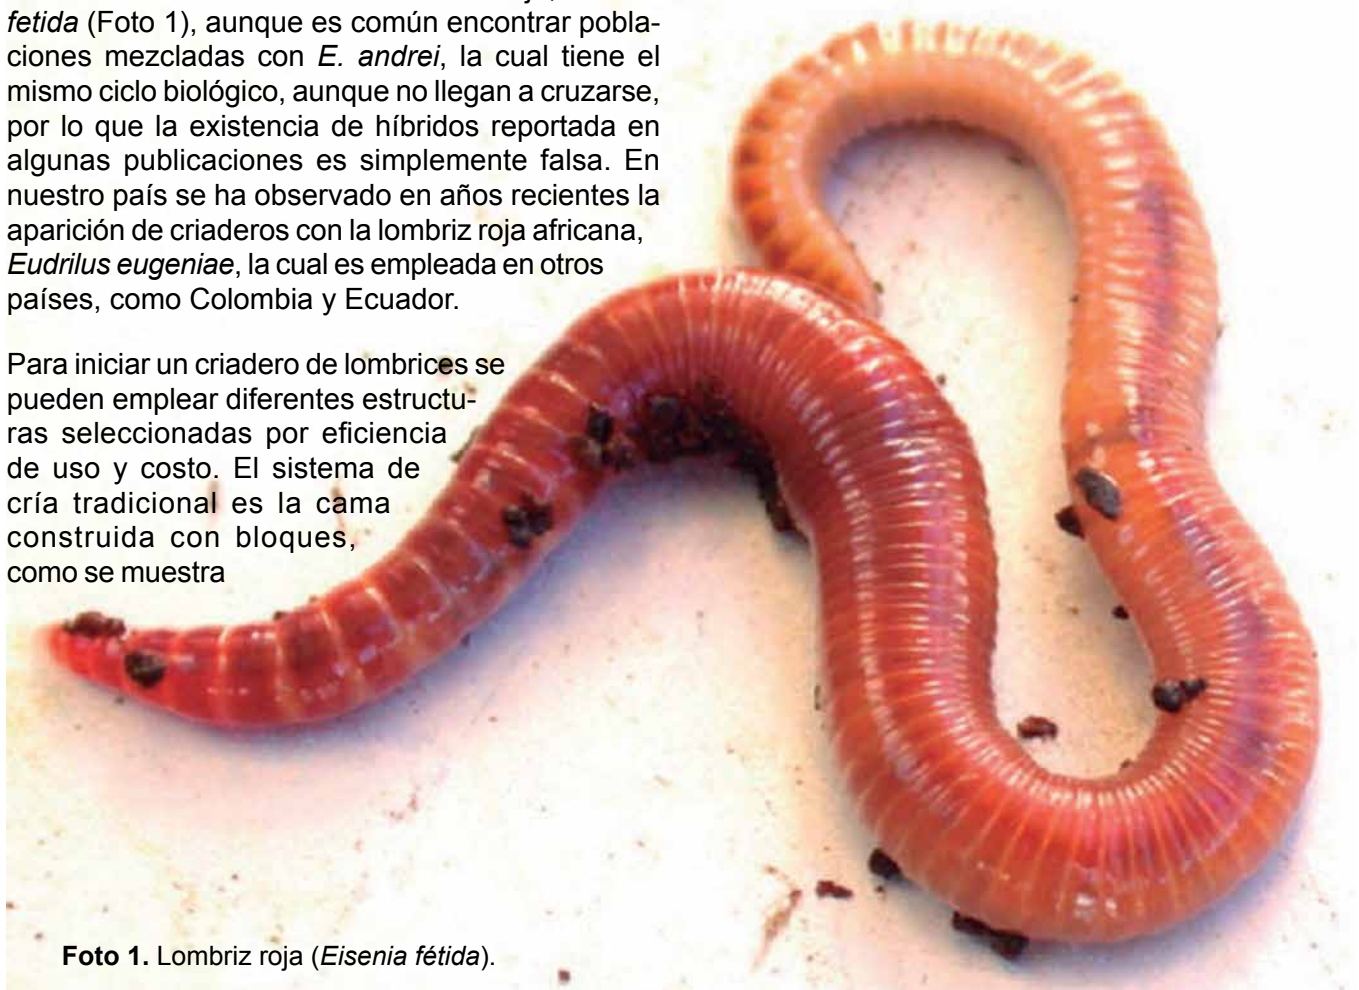 fetida (Foto 1), aunque es común encontrar pobla-
ciones mezcladas con E. andrei, la cual tiene el
mismo ciclo biológico, aunque no llegan a cruzarse,
por lo que la existencia de híbridos reportada en
algunas publicaciones es simplemente falsa. En
nuestro país se ha observado en años recientes la
aparición de criaderos con la lombriz roja africana,
Eudrilus eugeniae, la cual es empleada en otros
países, como Colombia y Ecuador.
Para iniciar un criadero de lombrices se
pueden emplear diferentes estructu-
ras seleccionadas por eficiencia
de uso y costo. El sistema de
cría tradicional es la cama
construida con bloques,
como se muestra
Foto 1. Lombriz roja (Eisenia fétida).